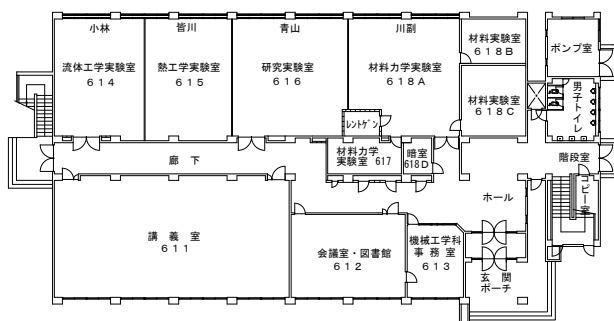 小林
皆川
青山
川副
流体工学実験室
614
熱工学実験室
615
研究実験室
616
材料力学実験室
618A
材料実験室
618B
ポンプ室
材料実験室
618C
男子トイレ
レントゲン
材料力学
実験室 617
暗室
618D
廊下
階段室
コピー室
ホール
講義室
611
会議室・図書館
612
機械工学科
事務室
613
玄関
ポーチ